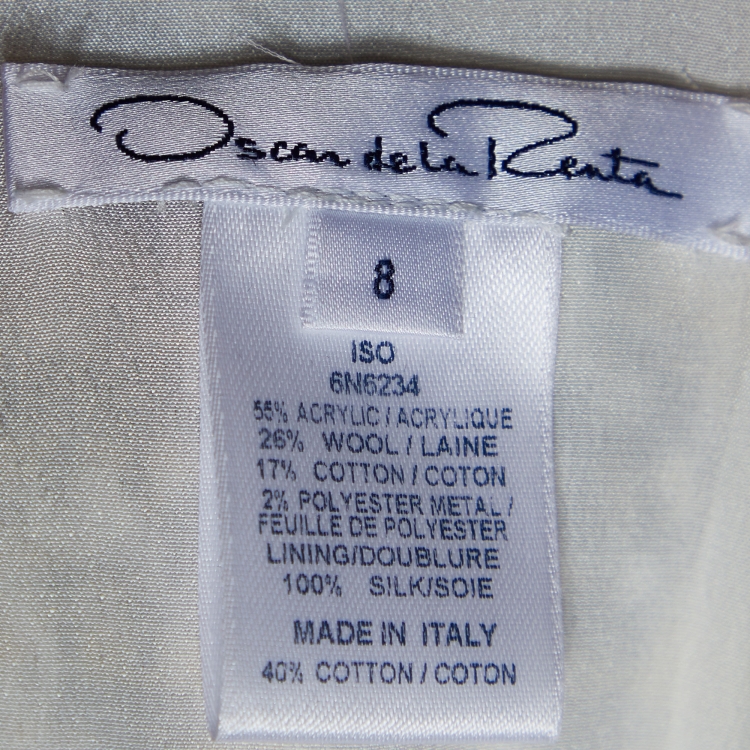 Oscar de la Renta
8
ISO
6N6234
55% ACRYLIC / ACRYLIQUE
26% WOOL / LAINE
17% COTTON / COTON
2% POLYESTER METAL /
FEUILLE DE POLYESTER
LINING/DOUBLURE
100% SILK/SOIE
MADE IN ITALY
40% COTTON / COTON